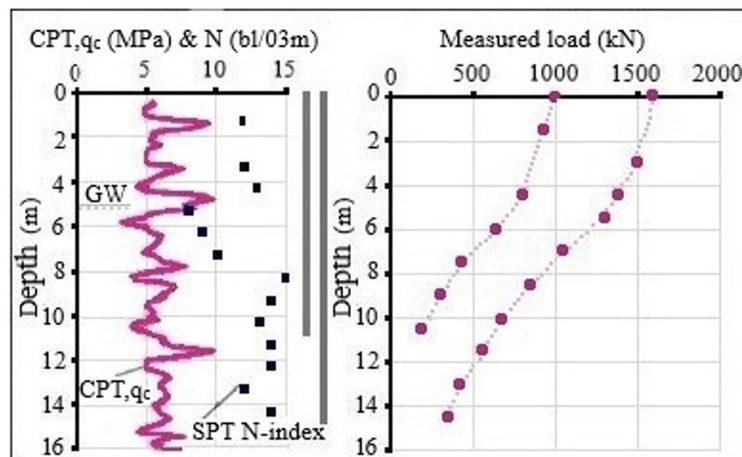 CPT,qc (MPa) & N (bl/03m)
0 5 10 15
0
2
4
6
8
10
12
14
16
Depth (m)
GW
CPT,qc
SPT N-index
Measured load (kN)
0 500 1000 1500 2000
0
2
4
6
8
10
12
14
16
Depth (m)